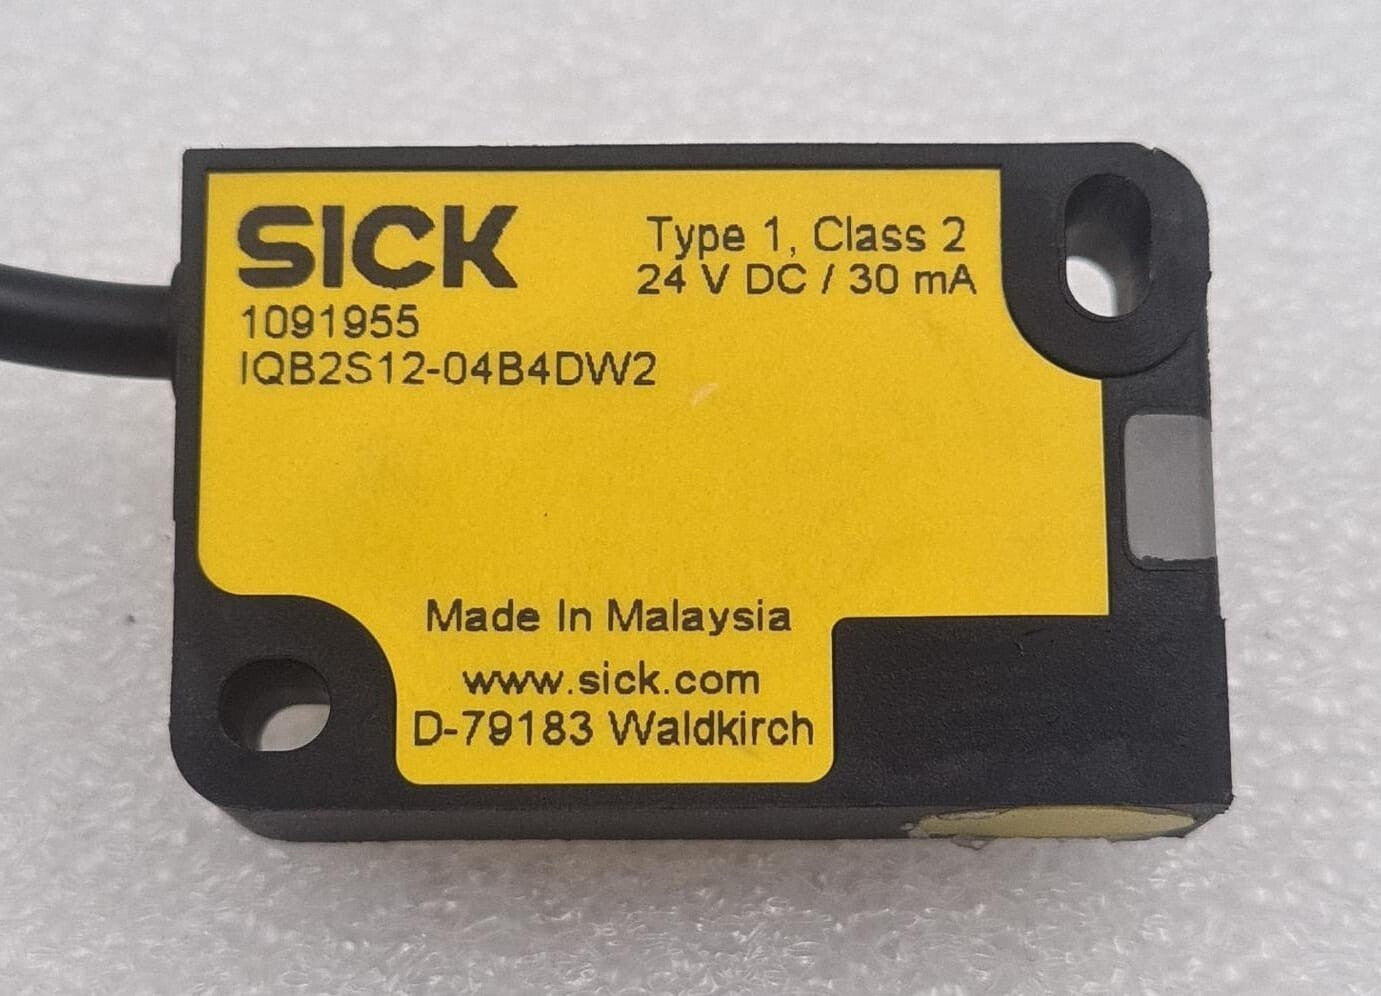 SICK
Type 1, Class 2
24 V DC / 30 mA
1091955
IQB2S12-04B4DW2
Made In Malaysia
www.sick.com
D-79183 Waldkirch